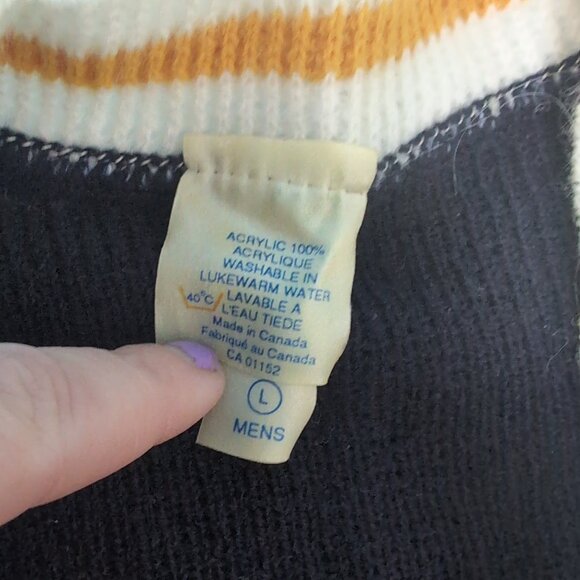 ACRYLIC 100%
ACRYLIQUE
WASHABLE IN
LUKEWARM WATER
40°C LAVABLE A
L'EAU TIEDE
Made in Canada
Fabriqué au Canada
CA 01152
L
MENS